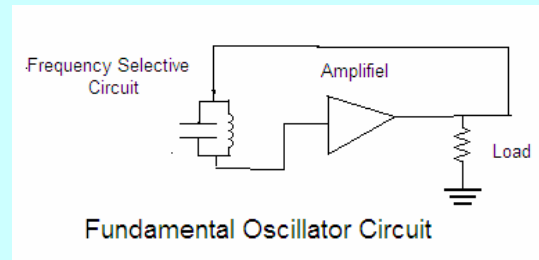 Frequency Selective
Circuit
Amplifiel
Load
Fundamental Oscillator Circuit